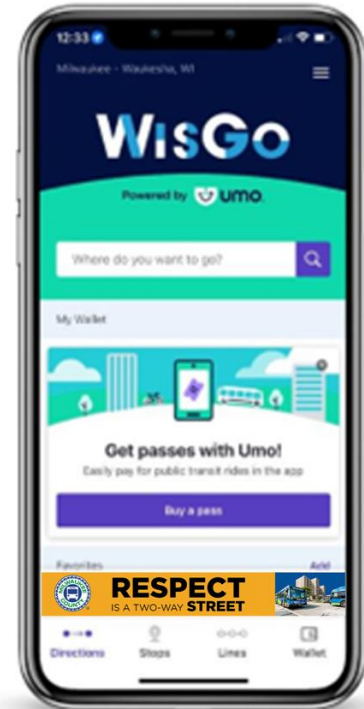 12:33
Milwaukee - Waukesha, WI
WisGo
Powered by umo
Where do you want to go?
My Wallet
Get passes with Umo!
Easily pay for public transit rides in the app
Buy a pass
Favorites Add
RESPECT
IS A TWO-WAY STREET
Directions Stops Lines Wallet